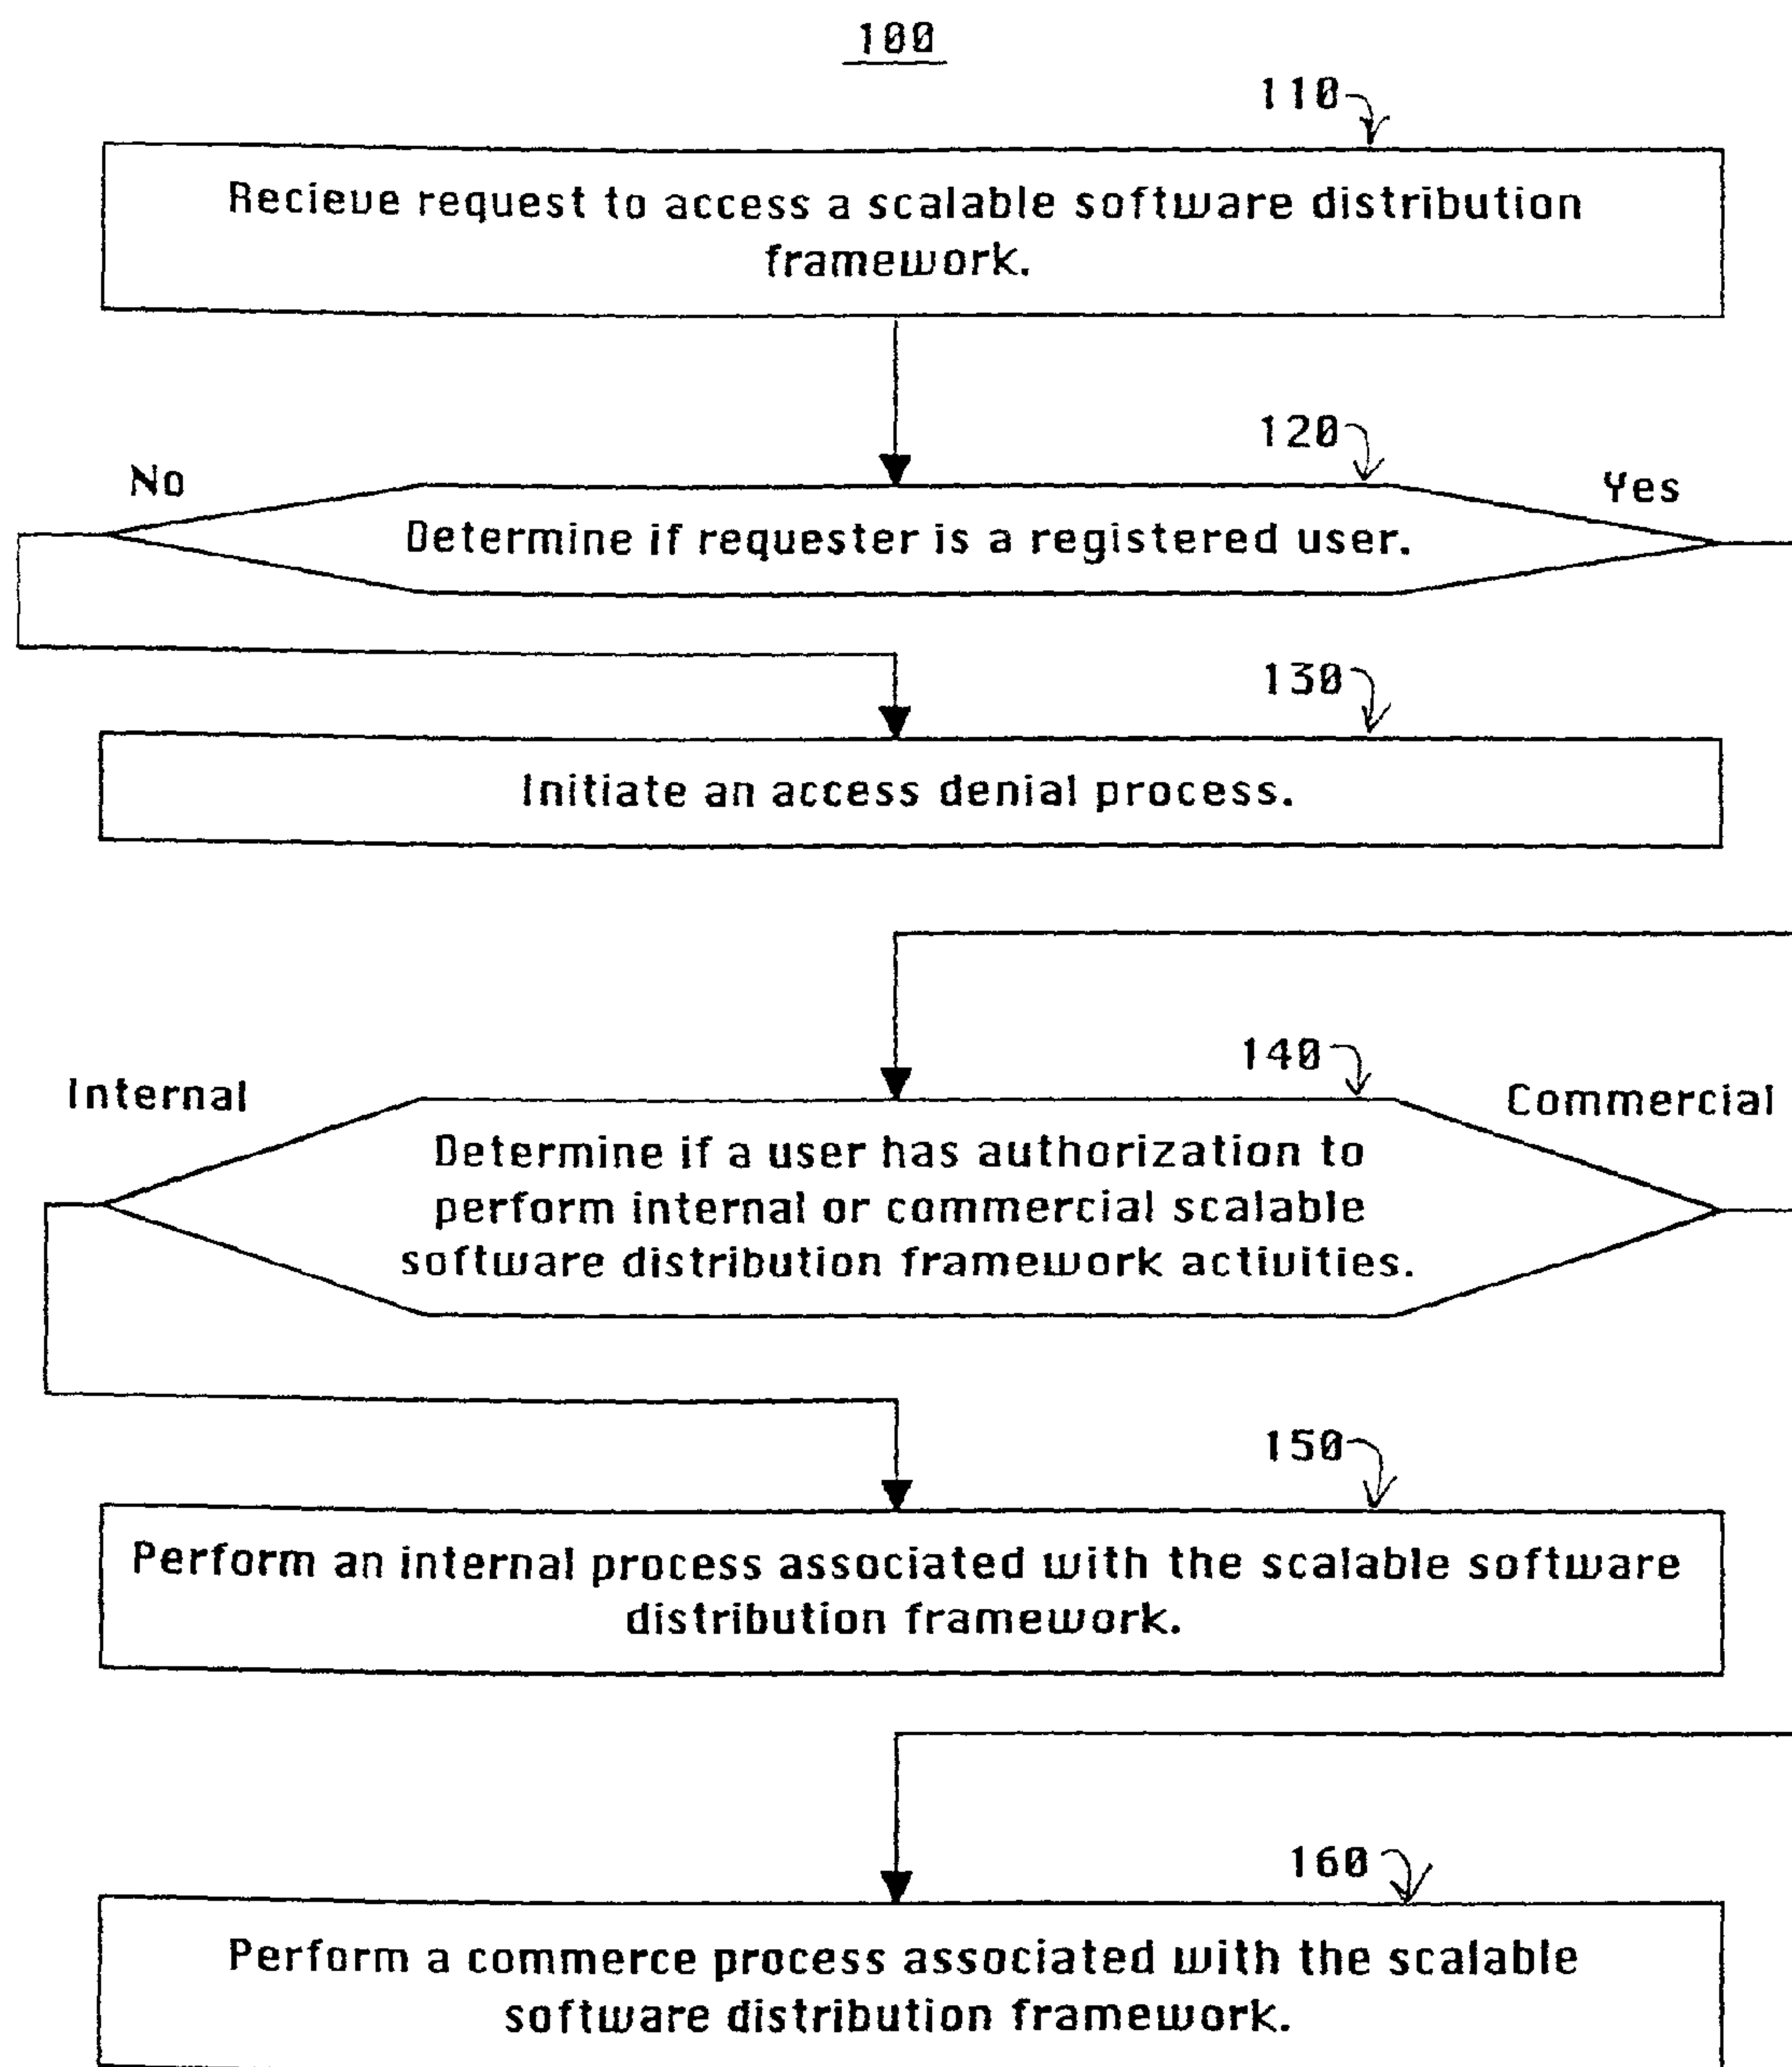 100
110
Recieve request to access a scalable software distribution
framework.
120
No
Yes
Determine if requester is a registered user.
130
Initiate an access denial process.
140
Internal
Commercial
Determine if a user has authorization to
perform internal or commercial scalable
software distribution framework activities.
150
Perform an internal process associated with the scalable software
distribution framework.
160
Perform a commerce process associated with the scalable
software distribution framework.